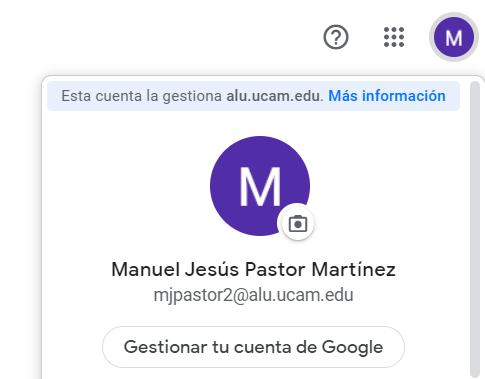 M
Esta cuenta la gestiona alu.ucam.edu. Más información
M
Manuel Jesús Pastor Martínez
mjpastor2@alu.ucam.edu
Gestionar tu cuenta de Google